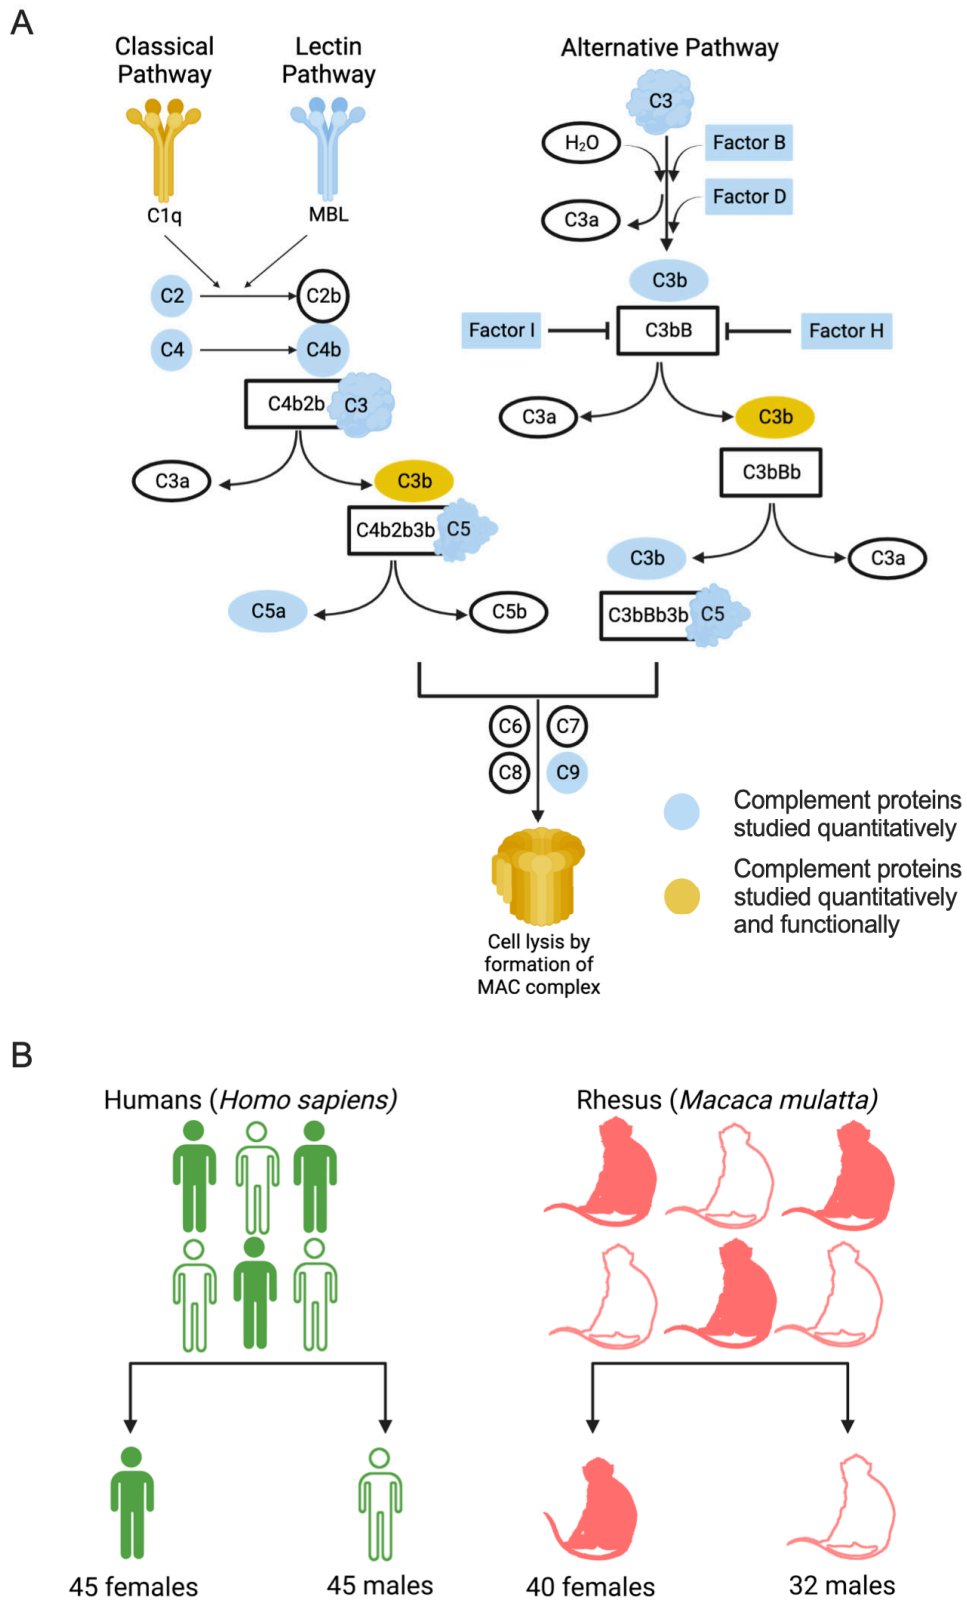 A
Classical
Pathway
Lectin
Pathway
Alternative Pathway
C3
H₂O
Factor B
Factor D
C3a
C1q
MBL
C3b
C2
C2b
Factor I
C3bB
Factor H
C4
C4b
C4b2b
C3
C3a
C3b
C3a
C3b
C3bBb
C4b2b3b
C5
C3b
C3a
C5a
C5b
C3bBb3b
C5
C6
C7
C8
C9
Complement proteins
studied quantitatively
Complement proteins
studied quantitatively
and functionally
Cell lysis by
formation of
MAC complex
B
Humans (Homo sapiens)
Rhesus (Macaca mulatta)
45 females
45 males
40 females
32 males